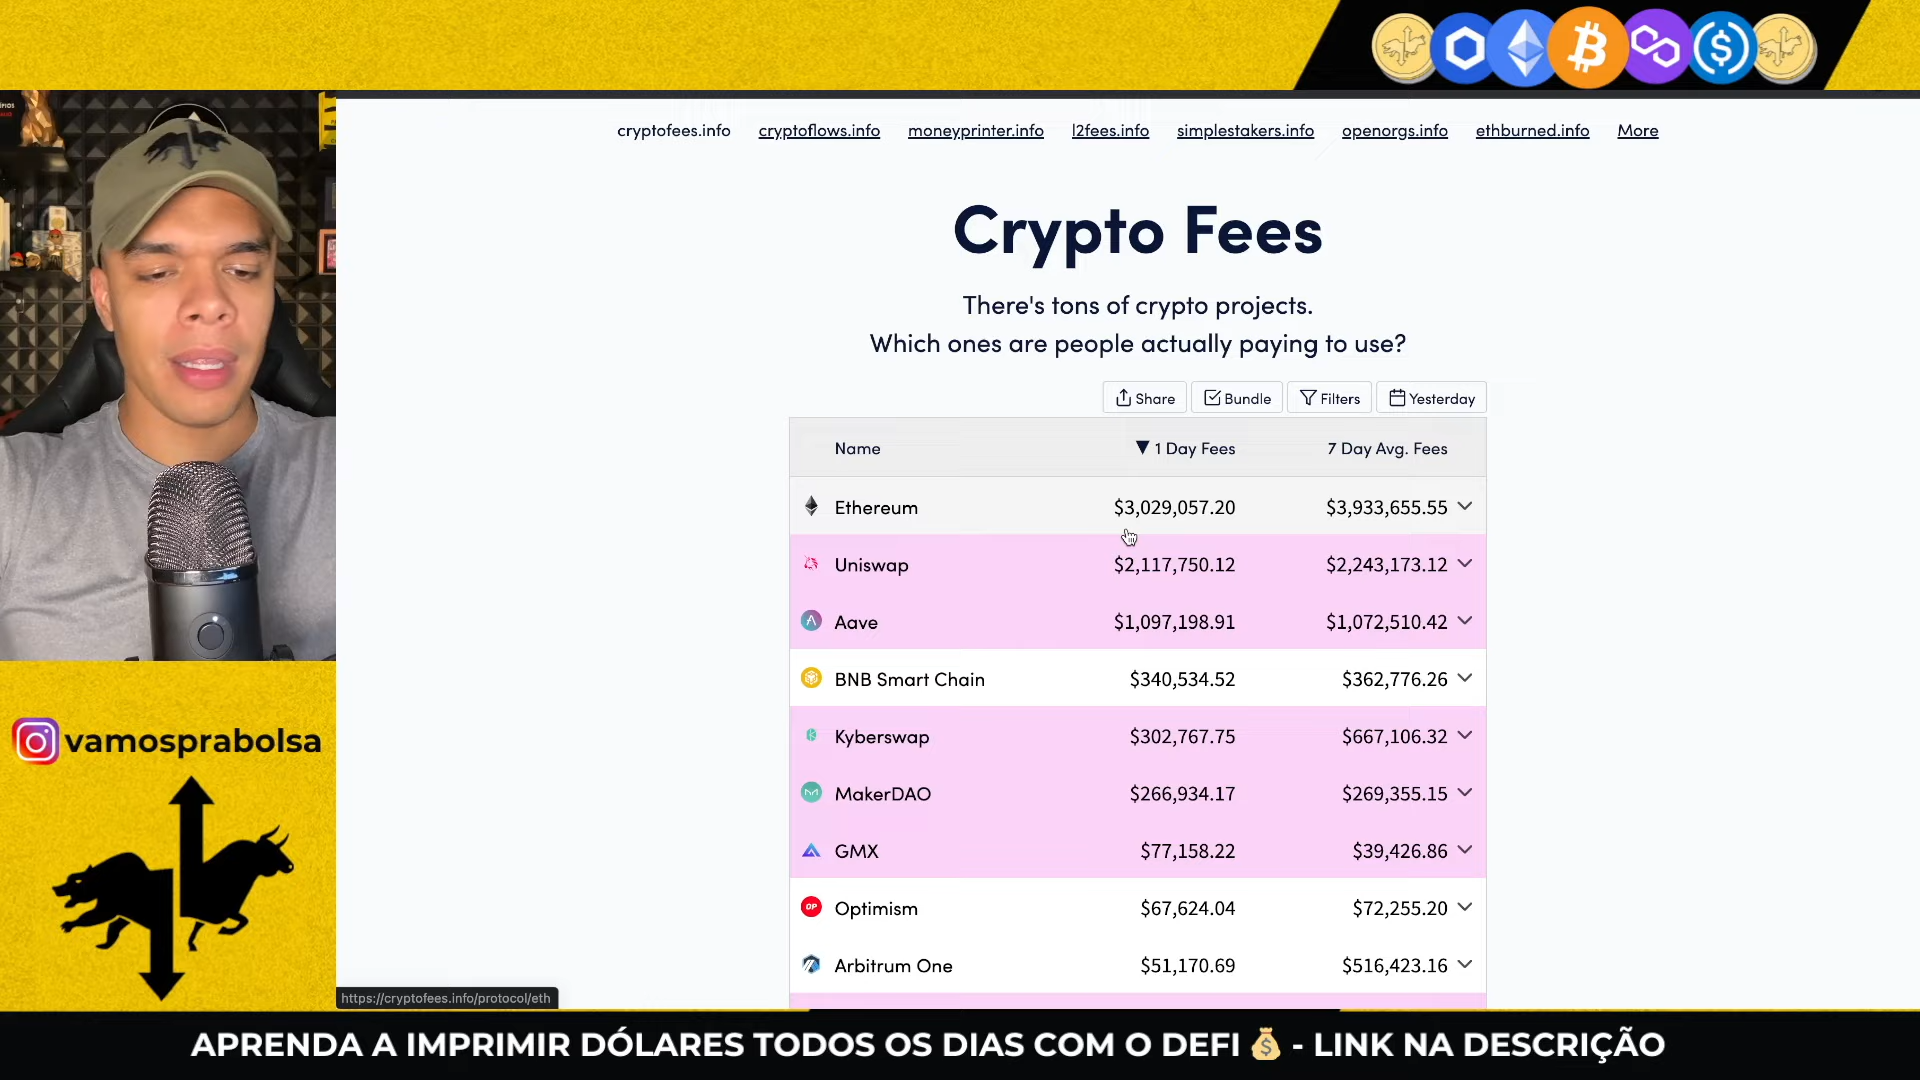 cryptofees.info cryptoflows.info moneyprinter.info l2fees.info simplestakers.info openorgs.info ethburned.info More
Crypto Fees
There's tons of crypto projects.
Which ones are people actually paying to use?
Share Bundle Filters Yesterday
Name 1 Day Fees 7 Day Avg. Fees
Ethereum $3,029,057.20 $3,933,655.55
Uniswap $2,117,750.12 $2,243,173.12
Aave $1,097,198.91 $1,072,510.42
BNB Smart Chain $340,534.52 $362,776.26
Kyberswap $302,767.75 $667,106.32
MakerDAO $266,934.17 $269,355.15
GMX $77,158.22 $39,426.86
OP Optimism $67,624.04 $72,255.20
Arbitrum One $51,170.69 $516,423.16
vamosprabolsa
https://cryptofees.info/protocol/eth
APRENDA A IMPRIMIR DÓLARES TODOS OS DIAS COM O DEFI 💰 - LINK NA DESCRIÇÃO